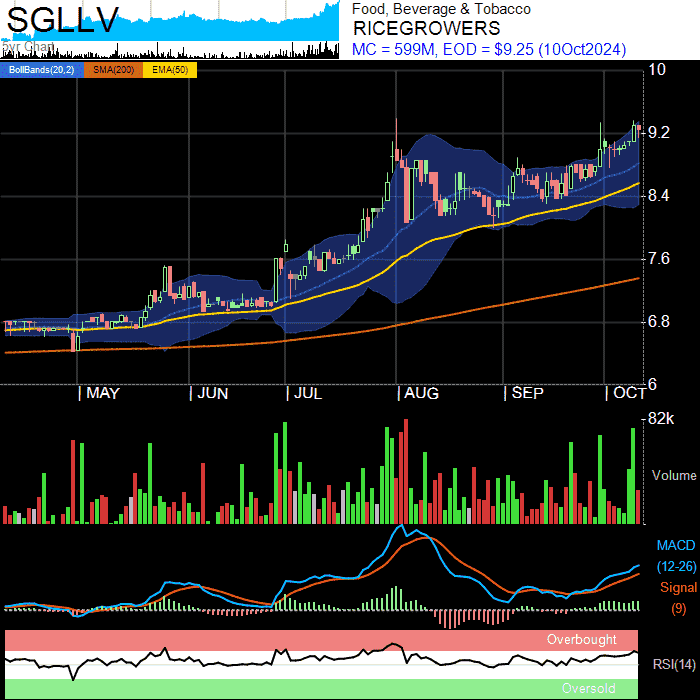 SGLLV
5yr Chart
Food, Beverage & Tobacco
RICEGROWERS
MC = 599M, EOD = $9.25 (10Oct2024)
BollBands(20,2) SMA(200) EMA(50)
10
9.2
8.4
7.6
6.8
6
MAY JUN JUL AUG SEP OCT
82k
Volume
MACD
(12-26)
Signal
(9)
Overbought
RSI(14)
Oversold